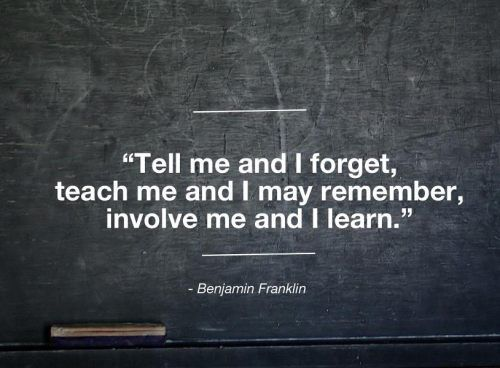 “Tell me and I forget,
teach me and I may remember,
involve me and I learn.”
- Benjamin Franklin